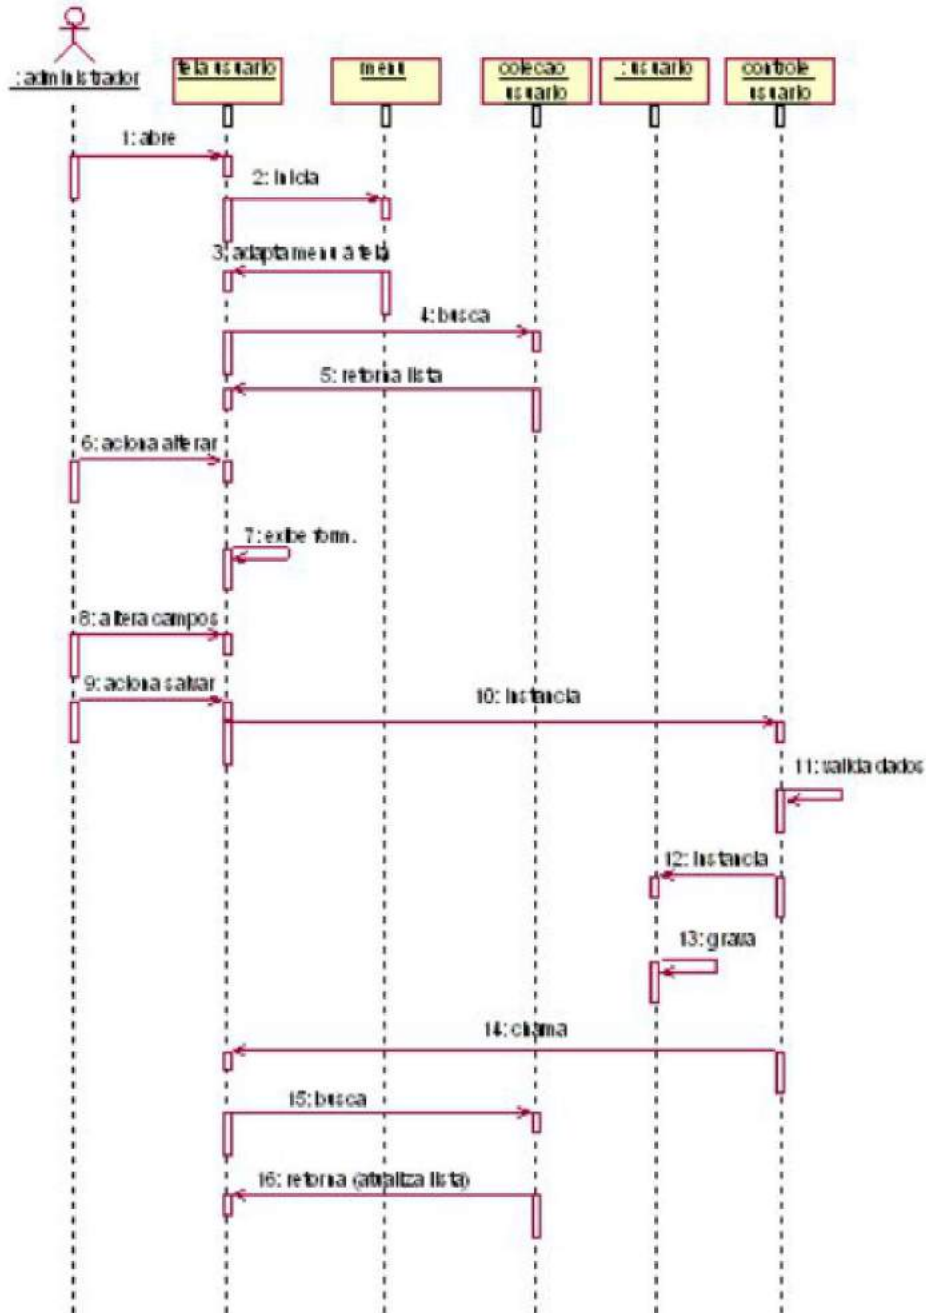 : administrador
tela usuario
menu
colecao
usuario
: usuario
controle
usuario
1: abre
2: inicia
3: adapta menu à tela
4: busca
5: retorna lista
6: aciona alterar
7: exibe form.
8: altera campos
9: aciona salvar
10: instancia
11: valida dados
12: instancia
13: grava
14: chama
15: busca
16: retorna (atualiza lista)